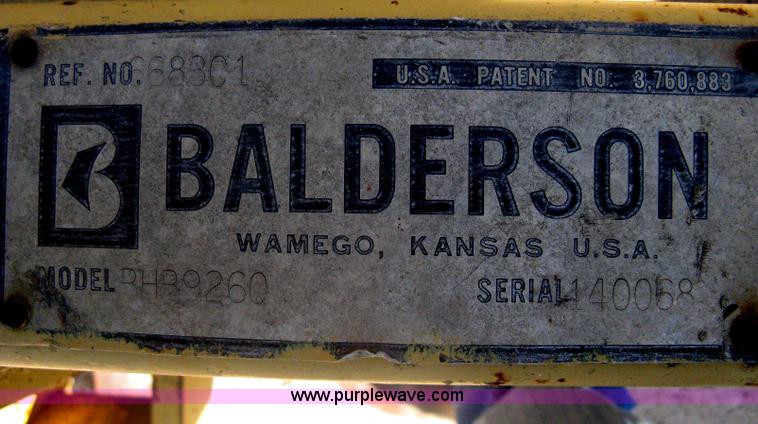 REF. NO. 683C1
U.S.A. PATENT NO. 3,760,883
B BALDERSON
WAMEGO, KANSAS U.S.A.
MODEL BHB926Q
SERIAL 140068
www.purplewave.com